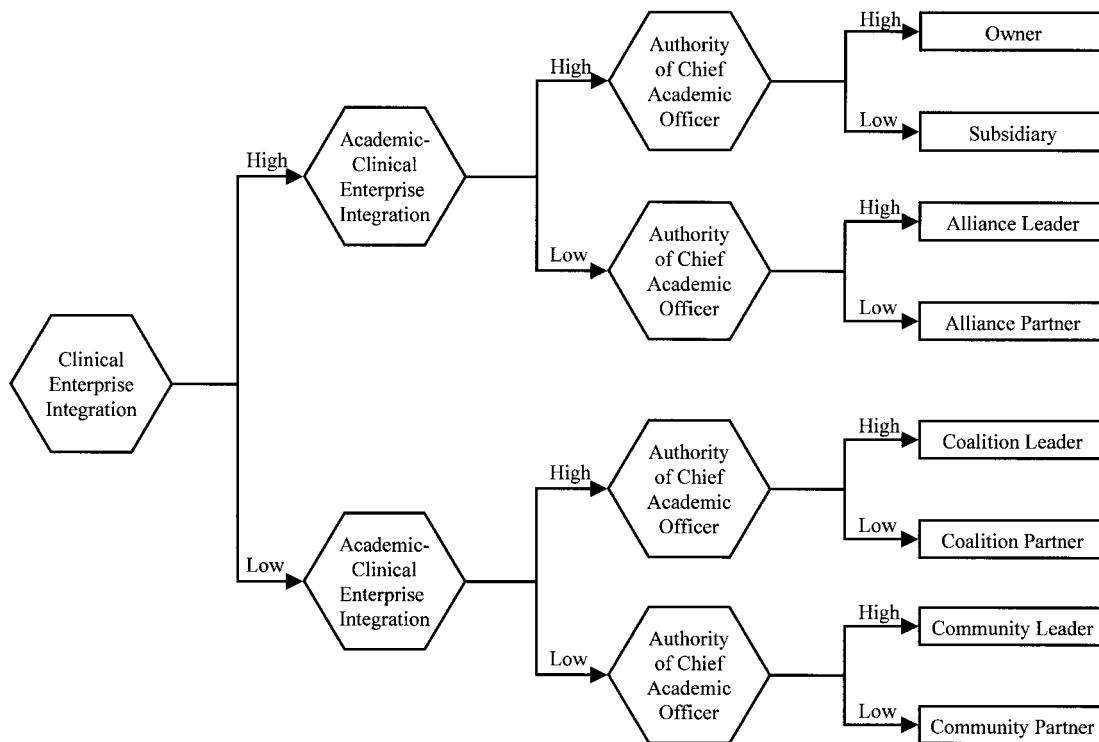 Clinical
Enterprise
Integration
High
Low
Academic-
Clinical
Enterprise
Integration
High
Low
Authority
of Chief
Academic
Officer
High
Owner
Low
Subsidiary
Authority
of Chief
Academic
Officer
High
Alliance Leader
Low
Alliance Partner
Academic-
Clinical
Enterprise
Integration
High
Low
Authority
of Chief
Academic
Officer
High
Coalition Leader
Low
Coalition Partner
Authority
of Chief
Academic
Officer
High
Community Leader
Low
Community Partner